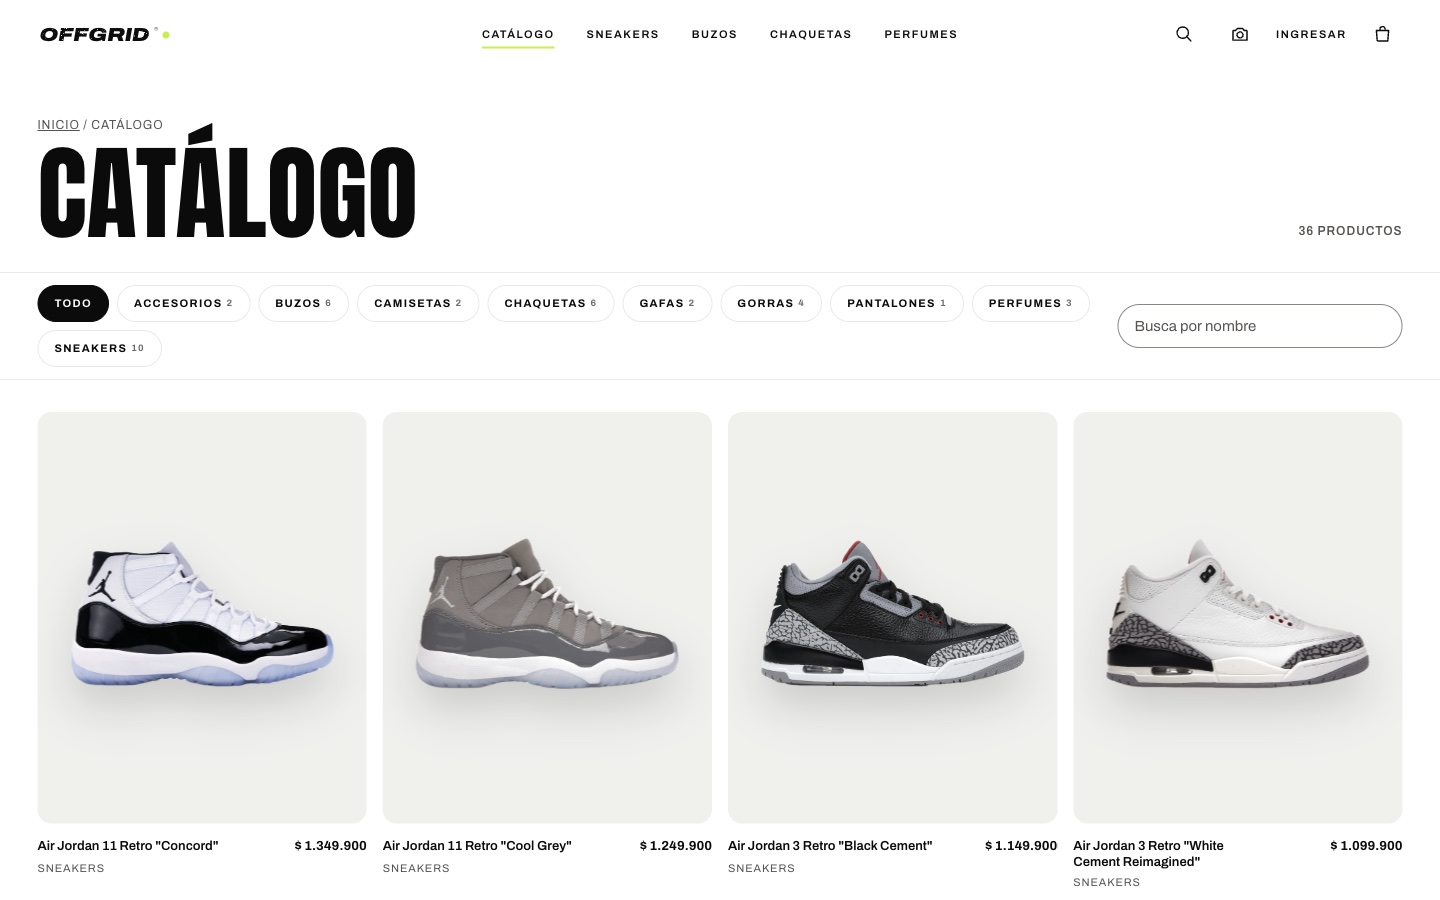 OFFGRID
CATÁLOGO SNEAKERS BUZOS CHAQUETAS PERFUMES
INGRESAR
INICIO / CATÁLOGO
CATÁLOGO
36 PRODUCTOS
TODO ACCESORIOS 2 BUZOS 6 CAMISETAS 2 CHAQUETAS 6 GAFAS 2 GORRAS 4 PANTALONES 1 PERFUMES 3
SNEAKERS 10
Busca por nombre
Air Jordan 11 Retro "Concord" $ 1.349.900
SNEAKERS
Air Jordan 11 Retro "Cool Grey" $ 1.249.900
SNEAKERS
Air Jordan 3 Retro "Black Cement" $ 1.149.900
SNEAKERS
Air Jordan 3 Retro "White $ 1.099.900
Cement Reimagined"
SNEAKERS